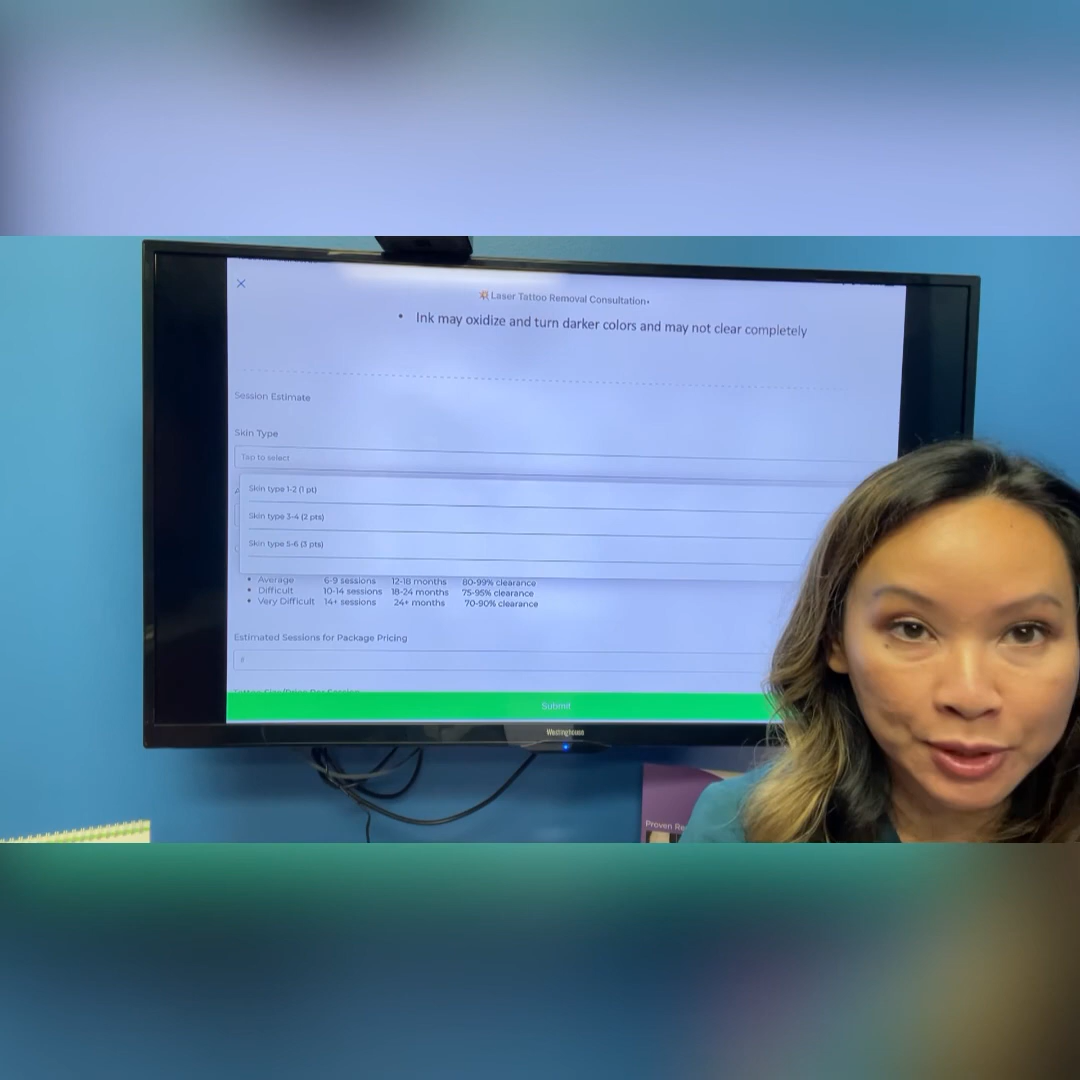 ×
💥Laser Tattoo Removal Consultation•
• Ink may oxidize and turn darker colors and may not clear completely
Session Estimate
Skin Type
Tap to select
Skin type 1-2 (1 pt)
Skin type 3-4 (2 pts)
Skin type 5-6 (3 pts)
• Average 6-9 sessions 12-18 months 80-99% clearance
• Difficult 10-14 sessions 18-24 months 75-95% clearance
• Very Difficult 14+ sessions 24+ months 70-90% clearance
Estimated Sessions for Package Pricing
#
Submit
Westinghouse
Proven Re